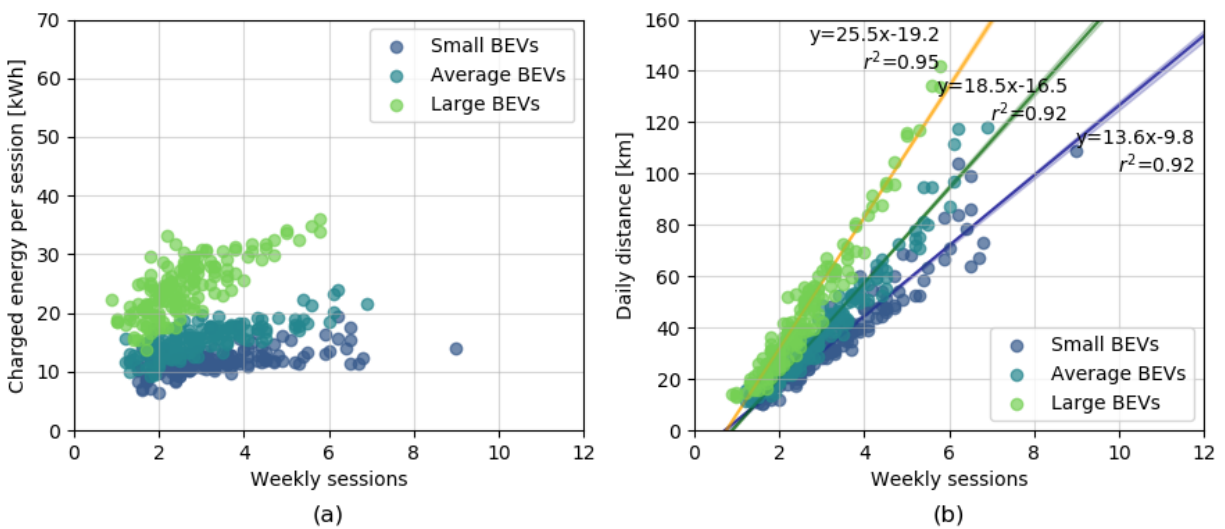 70
60
50
40
30
20
10
0
Charged energy per session [kWh]
Small BEVs
Average BEVs
Large BEVs
0 2 4 6 8 10 12
Weekly sessions
(a)
160
140
120
100
80
60
40
20
0
Daily distance [km]
y=25.5x-19.2
r²=0.95
y=18.5x-16.5
r²=0.92
y=13.6x-9.8
r²=0.92
Small BEVs
Average BEVs
Large BEVs
0 2 4 6 8 10 12
Weekly sessions
(b)